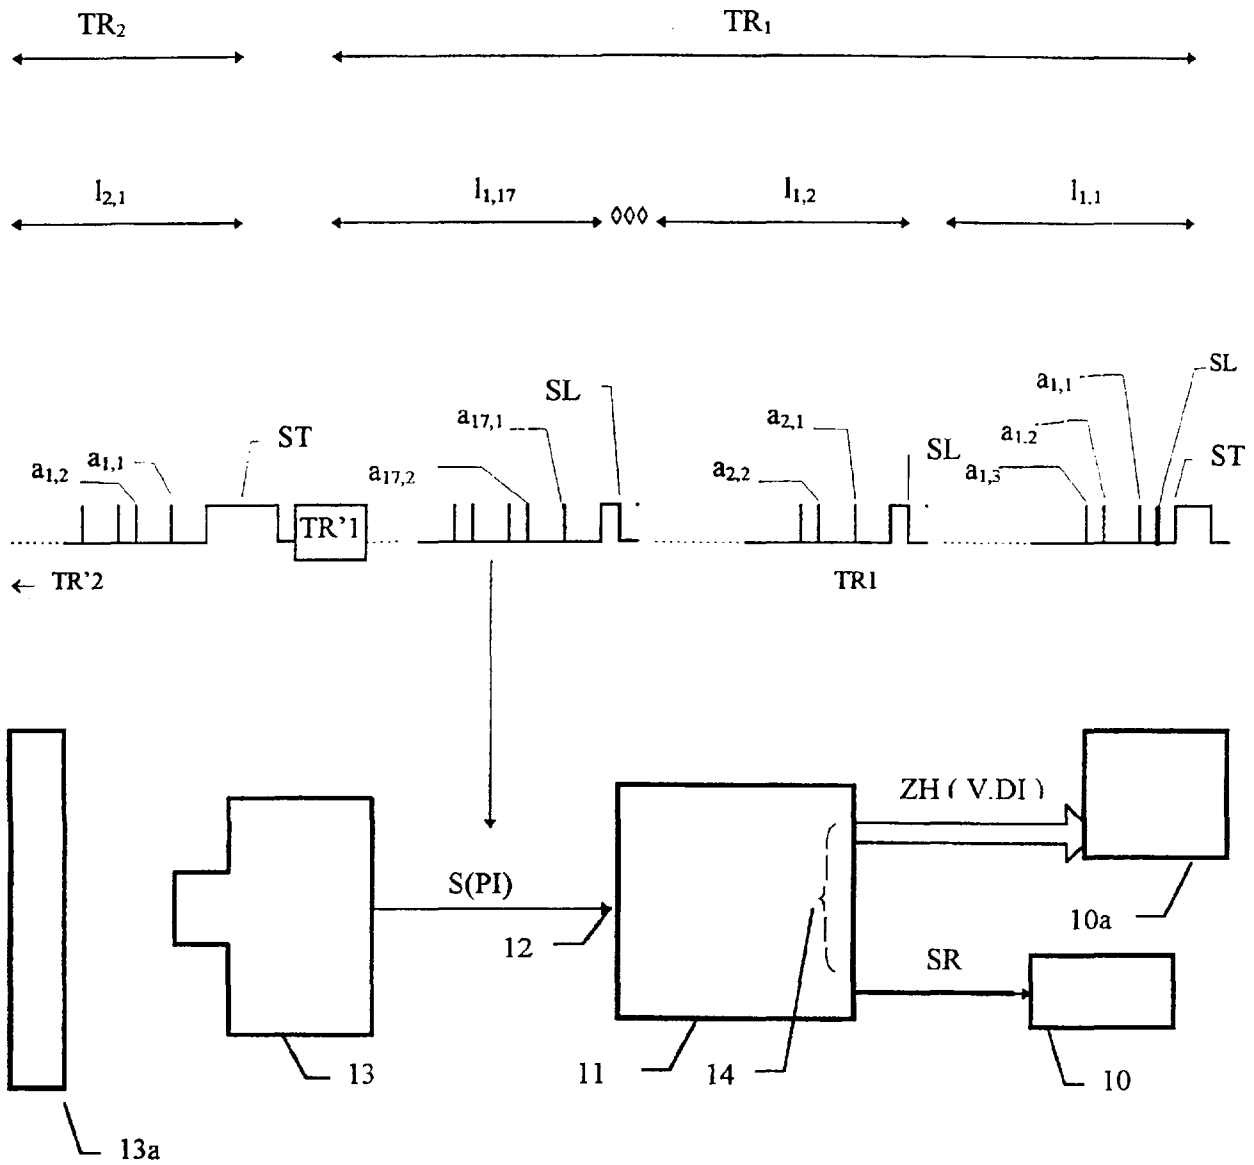 TR₂ TR₁
l₂,₁ l₁,₁₇ ◊◊◊ l₁,₂ l₁,₁
SL
a₁,₁
SL a₂,₁
a₁₇,₁ a₁,₂
ST
a₁,₂ a₁,₁ a₁₇,₂ a₂,₂ SL a₁,₃ ST
TR'1
← TR'2 TR1
ZH ( V.DI )
S(PI)
12 10a
SR
13 11 14 10
13a